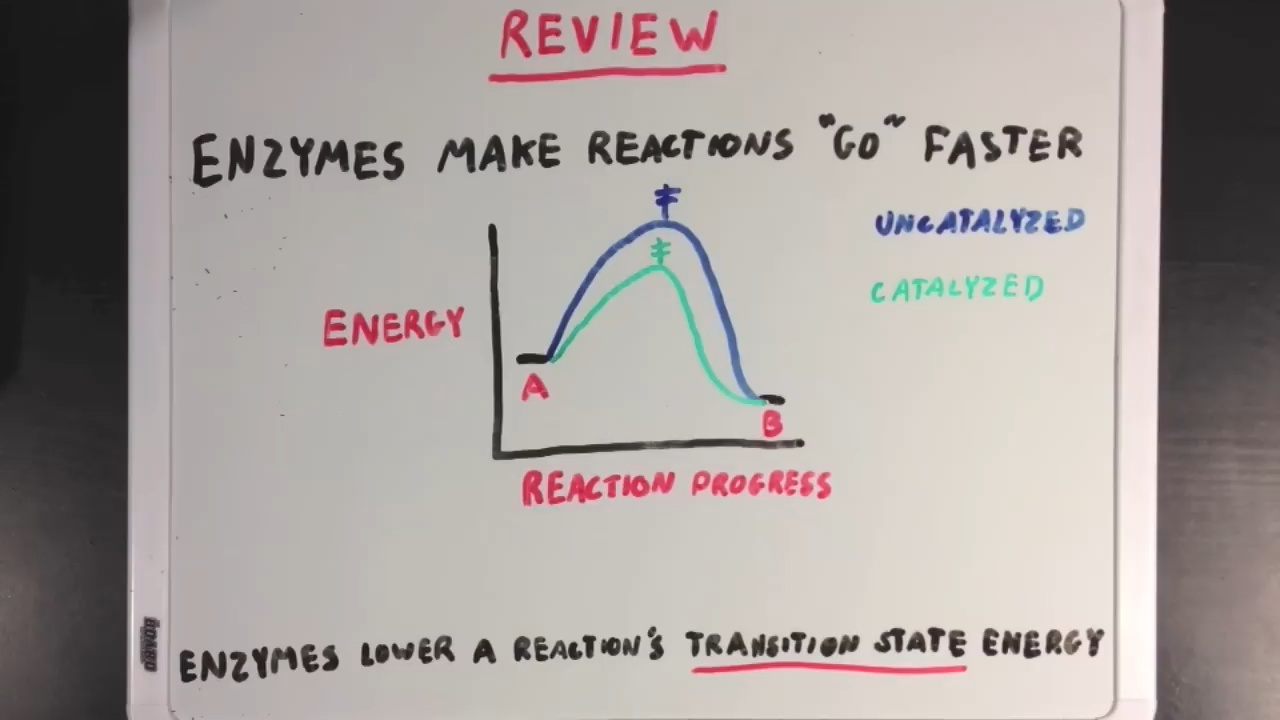 REVIEW
ENZYMES MAKE REACTIONS "GO" FASTER
UNCATALYZED
CATALYZED
‡
‡
ENERGY
A
B
REACTION PROGRESS
ENZYMES LOWER A REACTION'S TRANSITION STATE ENERGY